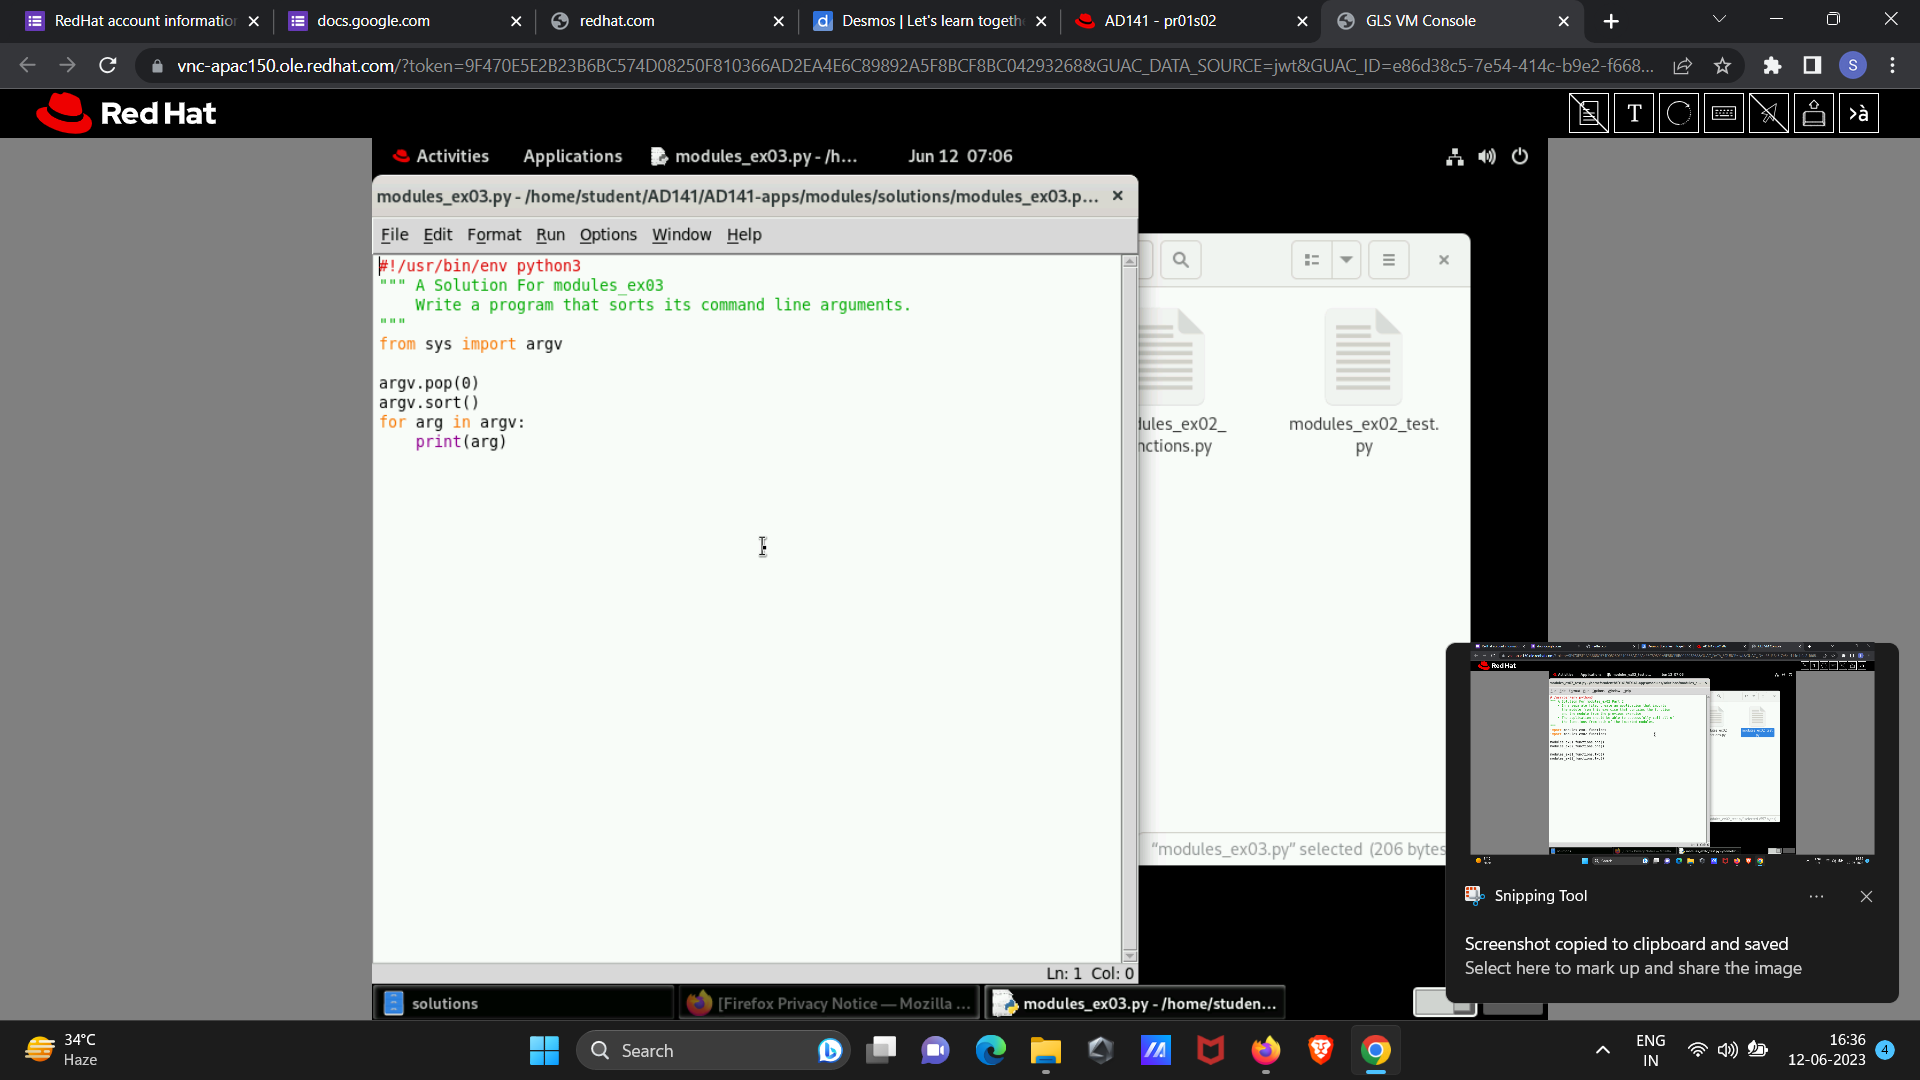 RedHat account informatio
docs.google.com
redhat.com
Desmos | Let's learn togeth
AD141 - pr01s02
GLS VM Console
vnc-apac150.ole.redhat.com/?token=9F470E5E2B23B6BC574D08250F810366AD2EA4E6C89892A5F8BCF8BC04293268&GUAC_DATA_SOURCE=jwt&GUAC_ID=e86d38c5-7e54-414c-b9e2-f668...
S
Red Hat
T
>à
Activities Applications modules_ex03.py - /h... Jun 12 07:06
modules_ex03.py - /home/student/AD141/AD141-apps/modules/solutions/modules_ex03.p...
File Edit Format Run Options Window Help
#!/usr/bin/env python3
""" A Solution For modules_ex03
Write a program that sorts its command line arguments.
"""
from sys import argv
argv.pop(0)
argv.sort()
for arg in argv:
print(arg)
dules_ex02_
nctions.py
modules_ex02_test.
py
"modules_ex03.py" selected (206 bytes
Ln: 1 Col: 0
Snipping Tool
Screenshot copied to clipboard and saved
Select here to mark up and share the image
solutions
[Firefox Privacy Notice — Mozilla ...
modules_ex03.py - /home/studen...
34°C
Haze
Search
ENG
IN
16:36
12-06-2023
4